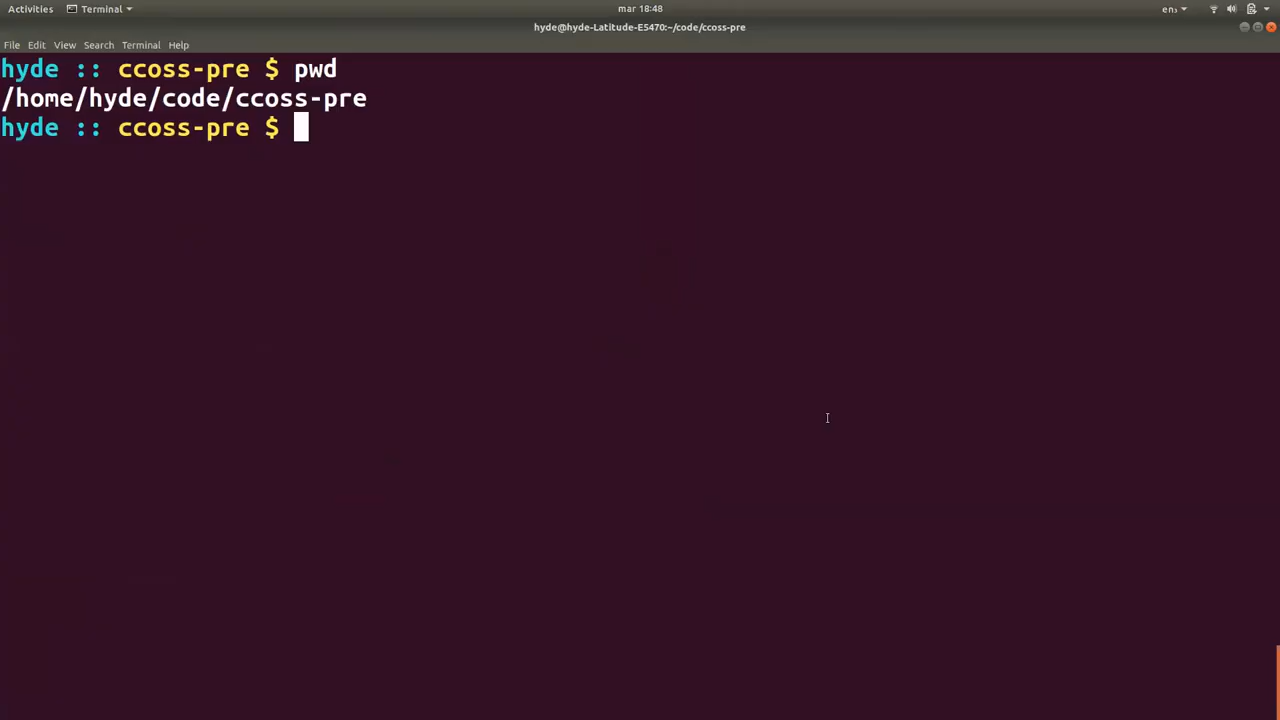 Activities Terminal mar 18:48 en₃
hyde@hyde-Latitude-E5470:~/code/ccoss-pre
File Edit View Search Terminal Help
hyde :: ccoss-pre $ pwd
/home/hyde/code/ccoss-pre
hyde :: ccoss-pre $